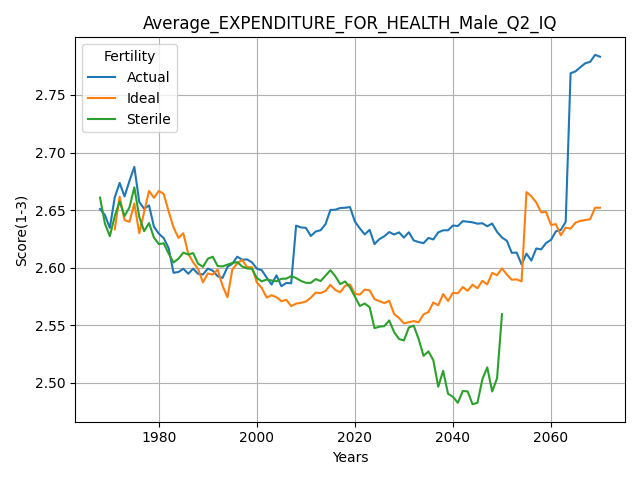 Average_EXPENDITURE_FOR_HEALTH_Male_Q2_IQ
Fertility
Actual
Ideal
Sterile
Score(1-3)
2.75
2.70
2.65
2.60
2.55
2.50
1980 2000 2020 2040 2060
Years